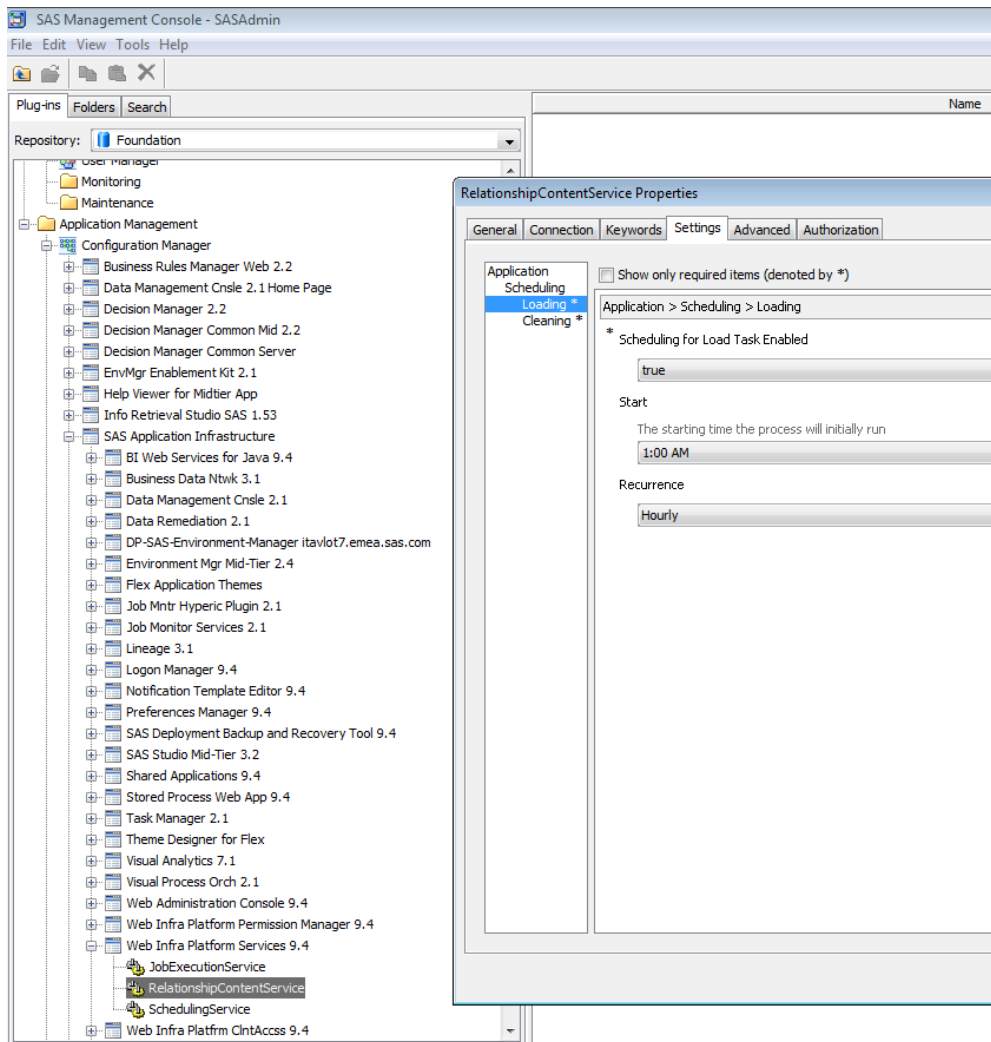 SAS Management Console - SASAdmin
File Edit View Tools Help
Plug-ins Folders Search
Repository: Foundation
User Manager
Monitoring
Maintenance
Application Management
Configuration Manager
Business Rules Manager Web 2.2
Data Management Cnsle 2.1 Home Page
Decision Manager 2.2
Decision Manager Common Mid 2.2
Decision Manager Common Server
EnvMgr Enablement Kit 2.1
Help Viewer for Midtier App
Info Retrieval Studio SAS 1.53
SAS Application Infrastructure
BI Web Services for Java 9.4
Business Data Ntwk 3.1
Data Management Cnsle 2.1
Data Remediation 2.1
DP-SAS-Environment-Manager itavlot7.emea.sas.com
Environment Mgr Mid-Tier 2.4
Flex Application Themes
Job Mntr Hyperic Plugin 2.1
Job Monitor Services 2.1
Lineage 3.1
Logon Manager 9.4
Notification Template Editor 9.4
Preferences Manager 9.4
SAS Deployment Backup and Recovery Tool 9.4
SAS Studio Mid-Tier 3.2
Shared Applications 9.4
Stored Process Web App 9.4
Task Manager 2.1
Theme Designer for Flex
Visual Analytics 7.1
Visual Process Orch 2.1
Web Administration Console 9.4
Web Infra Platform Permission Manager 9.4
Web Infra Platform Services 9.4
JobExecutionService
RelationshipContentService
SchedulingService
Web Infra Platfrm ClntAccss 9.4
Name
RelationshipContentService Properties
General Connection Keywords Settings Advanced Authorization
Application
Scheduling
Loading *
Cleaning *
Show only required items (denoted by *)
Application > Scheduling > Loading
* Scheduling for Load Task Enabled
true
Start
The starting time the process will initially run
1:00 AM
Recurrence
Hourly